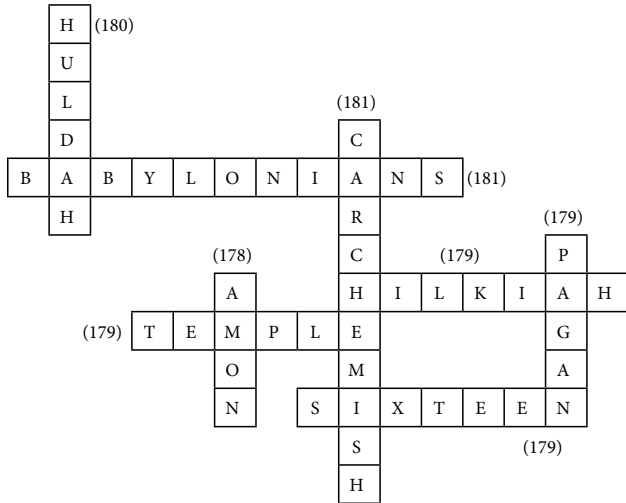 H (180)
U
L (181)
D C
B A B Y L O N I A N S (181)
H R (179)
(178) C (179) P
A H I L K I A H
(179) T E M P L E G
O M A
N S I X T E E N
S (179)
H